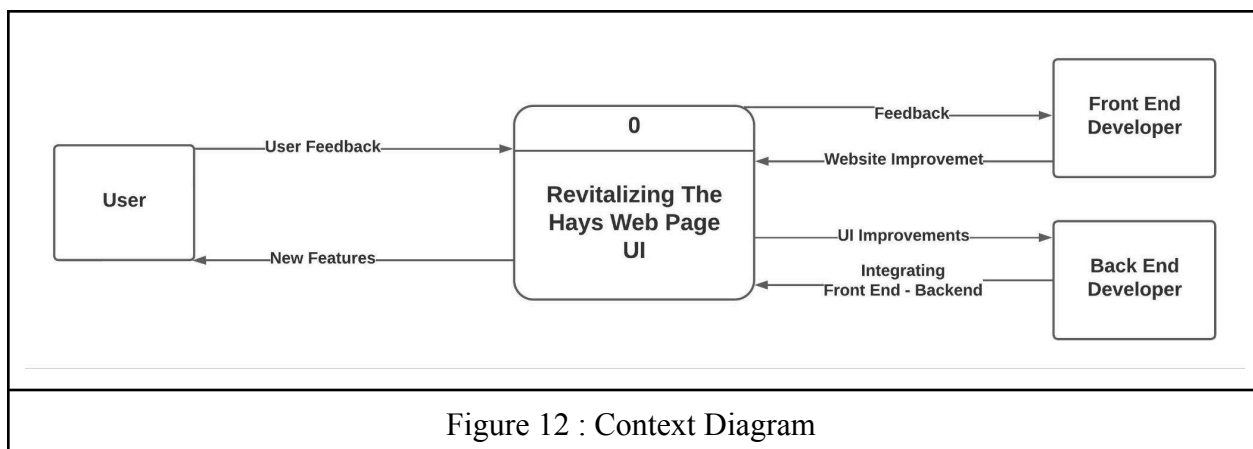 User
User Feedback
New Features
0
Revitalizing The
Hays Web Page
UI
Feedback
Website Improvemet
UI Improvements
Integrating
Front End - Backend
Front End
Developer
Back End
Developer
Figure 12 : Context Diagram